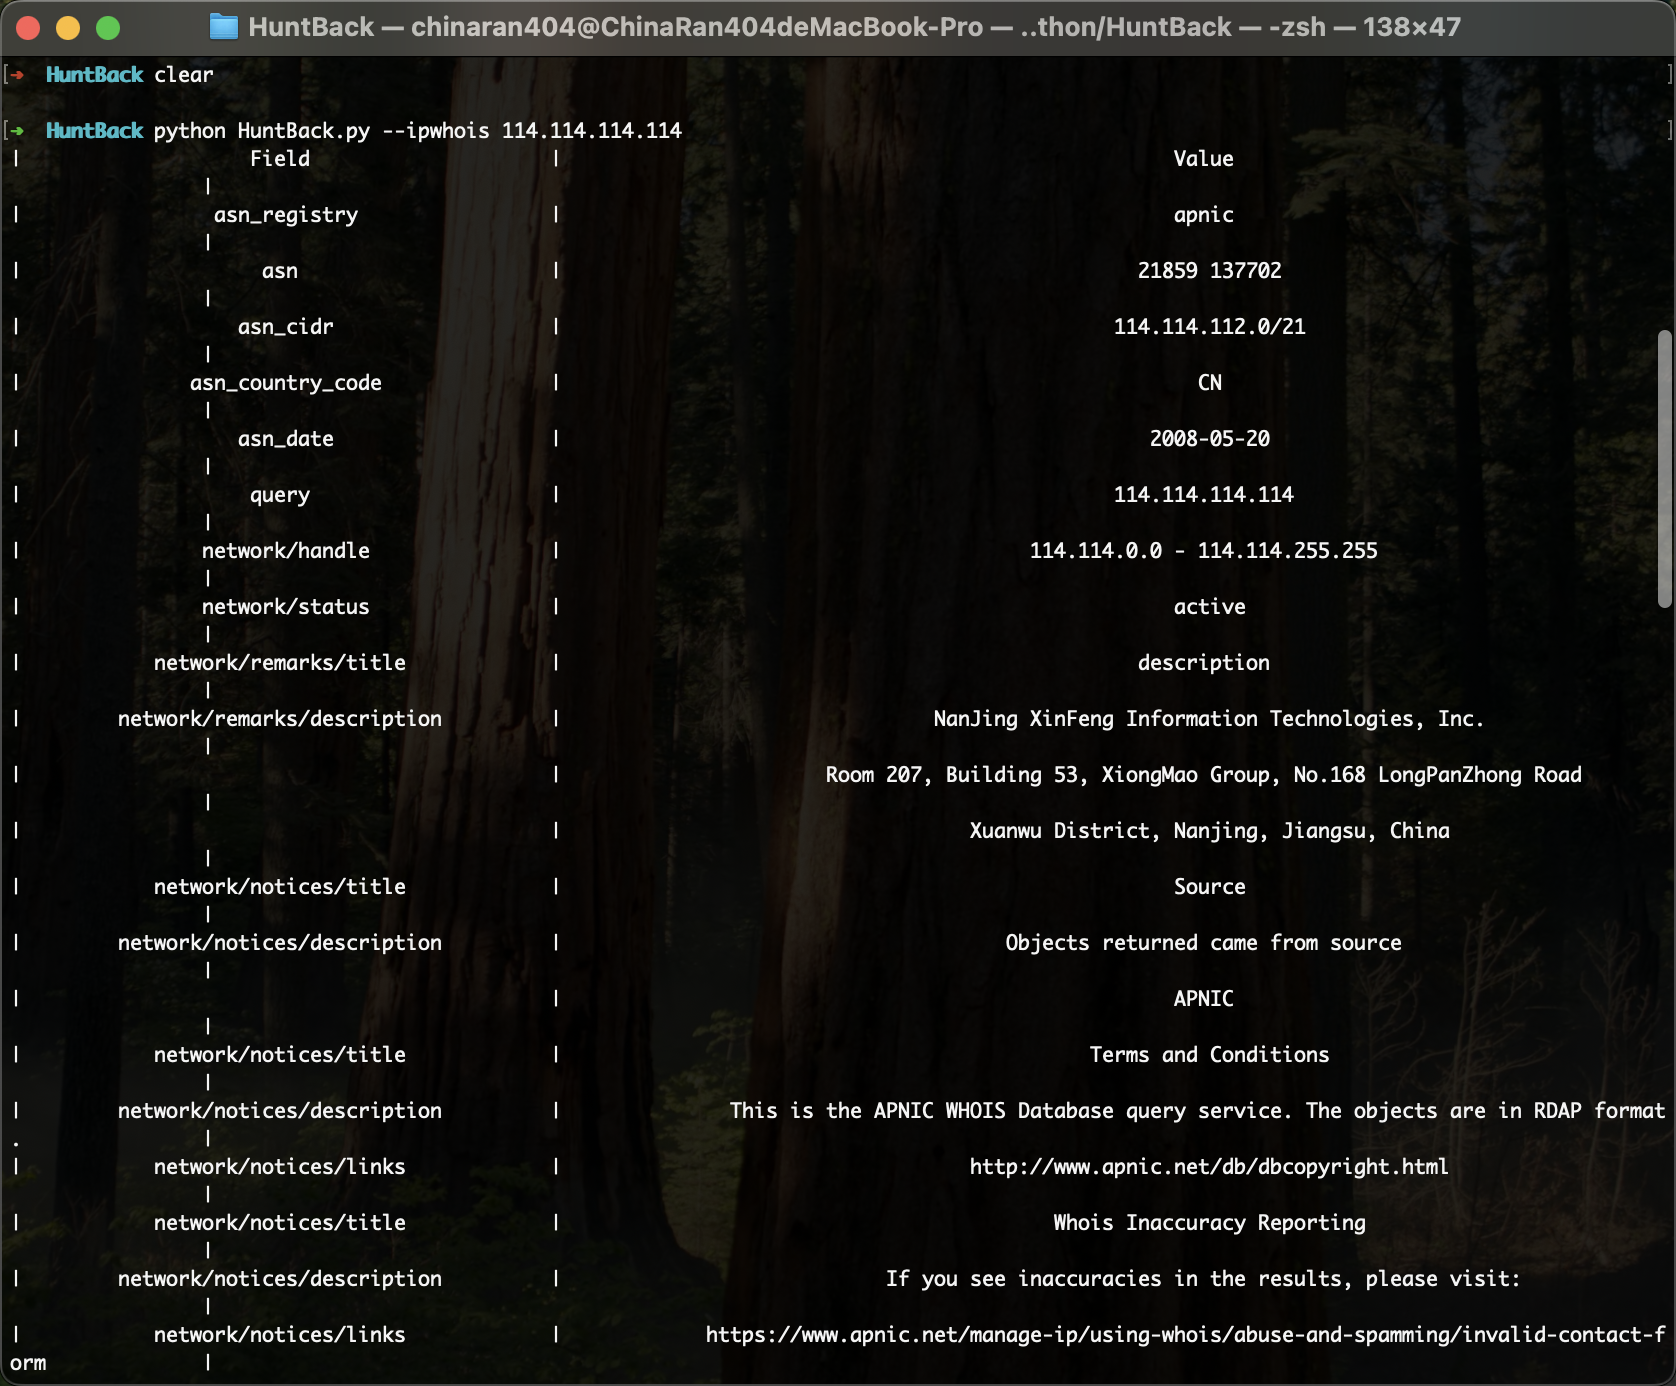 HuntBack — chinaran404@ChinaRan404deMacBook-Pro — ..thon/HuntBack — -zsh — 138×47
[➜  HuntBack clear ]
[➜  HuntBack python HuntBack.py --ipwhois 114.114.114.114 ]
| Field | Value
|
| asn_registry | apnic
|
| asn | 21859 137702
|
| asn_cidr | 114.114.112.0/21
|
| asn_country_code | CN
|
| asn_date | 2008-05-20
|
| query | 114.114.114.114
|
| network/handle | 114.114.0.0 - 114.114.255.255
|
| network/status | active
|
| network/remarks/title | description
|
| network/remarks/description | NanJing XinFeng Information Technologies, Inc.
|
| | Room 207, Building 53, XiongMao Group, No.168 LongPanZhong Road
|
| | Xuanwu District, Nanjing, Jiangsu, China
|
| network/notices/title | Source
|
| network/notices/description | Objects returned came from source
|
| | APNIC
|
| network/notices/title | Terms and Conditions
|
| network/notices/description | This is the APNIC WHOIS Database query service. The objects are in RDAP format
. |
| network/notices/links | http://www.apnic.net/db/dbcopyright.html
|
| network/notices/title | Whois Inaccuracy Reporting
|
| network/notices/description | If you see inaccuracies in the results, please visit:
|
| network/notices/links | https://www.apnic.net/manage-ip/using-whois/abuse-and-spamming/invalid-contact-f
orm |